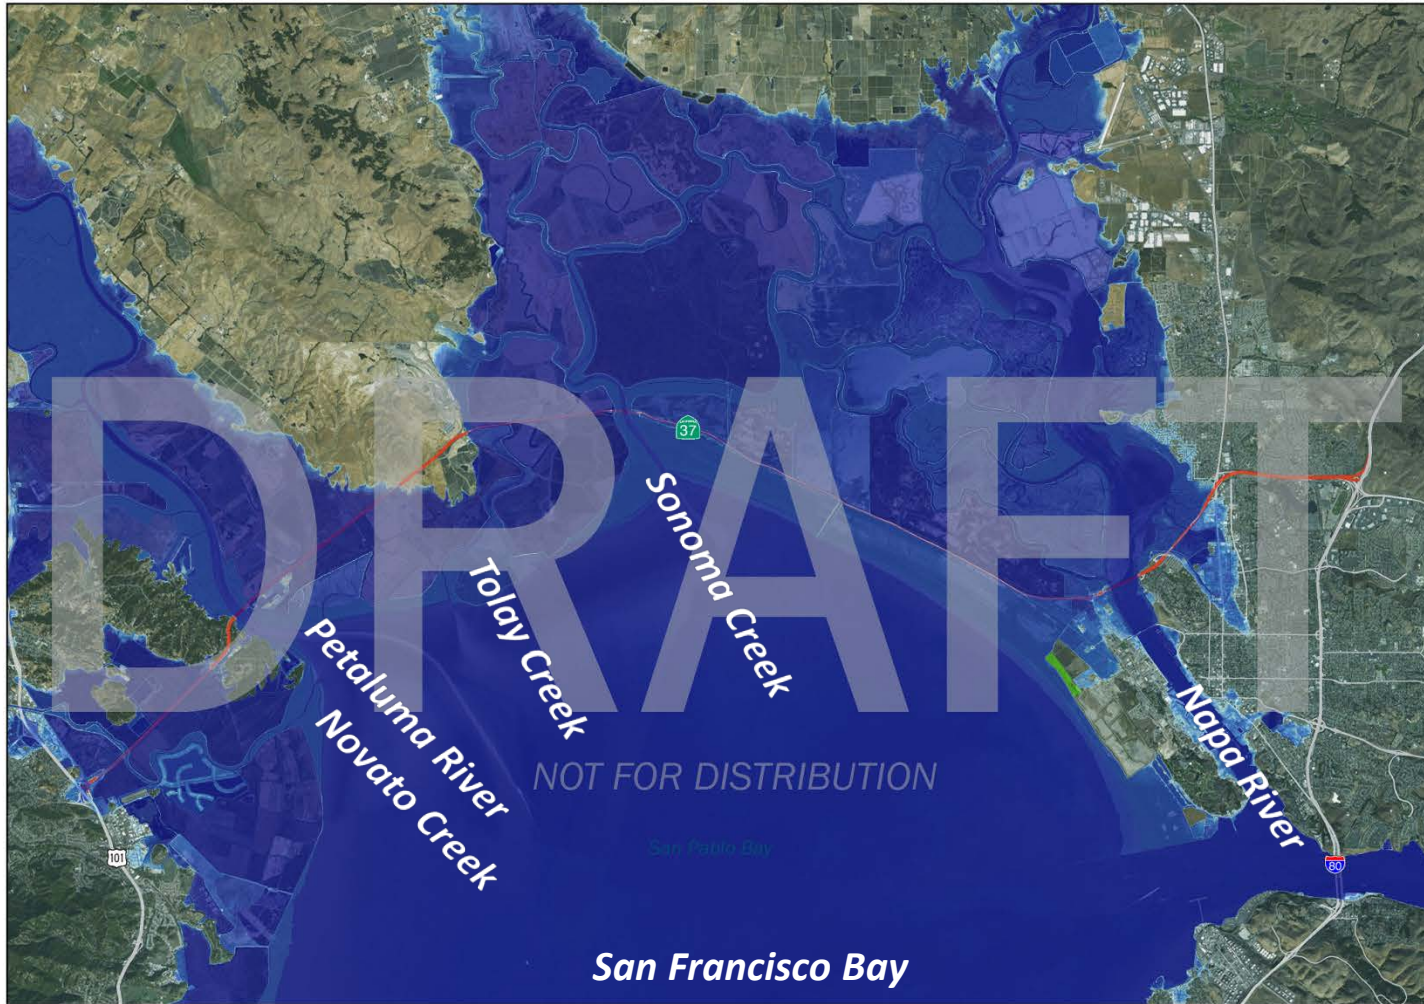 37
DRAFT
Sonoma Creek
Tolay Creek
Petaluma River
Novato Creek
Napa River
NOT FOR DISTRIBUTION
San Pablo Bay
101
80
San Francisco Bay